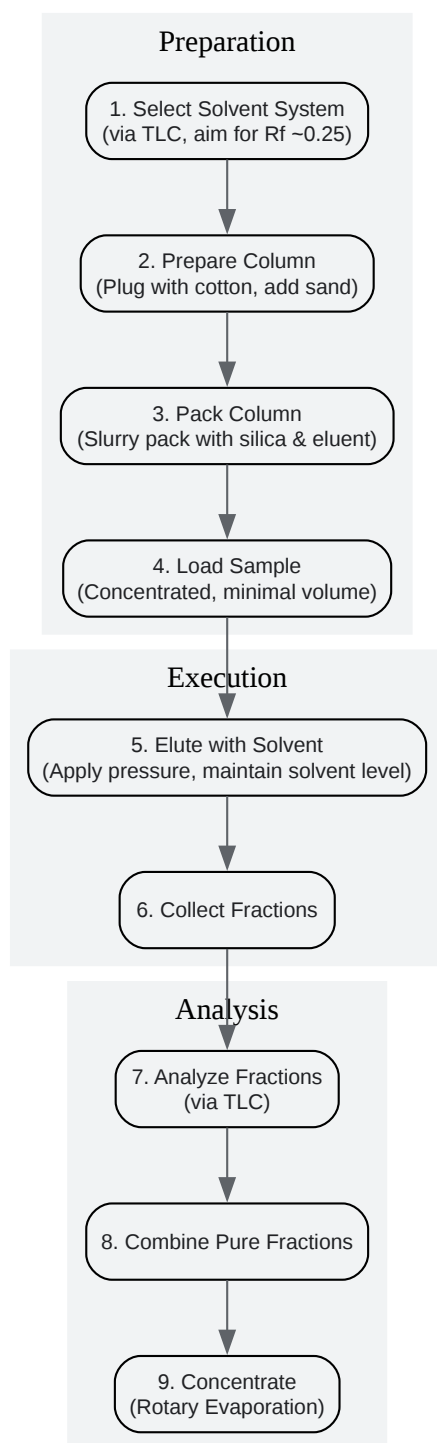 Preparation
1. Select Solvent System
(via TLC, aim for Rf ~0.25)
2. Prepare Column
(Plug with cotton, add sand)
3. Pack Column
(Slurry pack with silica & eluent)
4. Load Sample
(Concentrated, minimal volume)
Execution
5. Elute with Solvent
(Apply pressure, maintain solvent level)
6. Collect Fractions
Analysis
7. Analyze Fractions
(via TLC)
8. Combine Pure Fractions
9. Concentrate
(Rotary Evaporation)